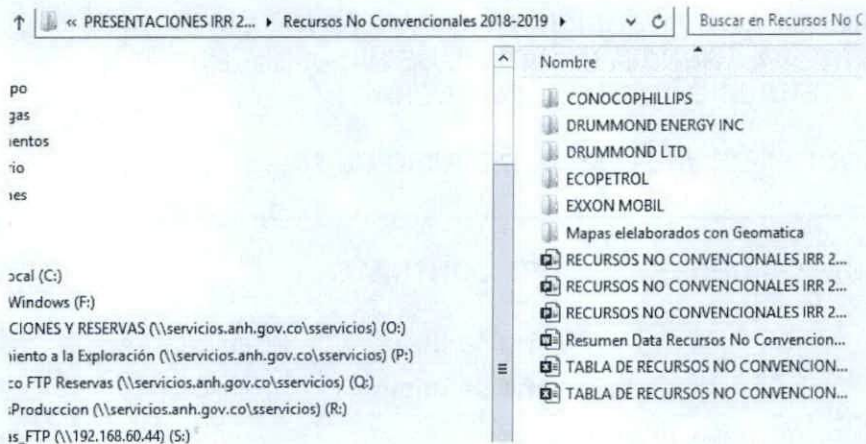 « PRESENTACIONES IRR 2... ▸ Recursos No Convencionales 2018-2019 ▸
Buscar en Recursos No C
po
gas
ientos
rio
nes
ocal (C:)
Windows (F:)
CIONES Y RESERVAS (\\servicios.anh.gov.co\sservicios) (O:)
iento a la Exploración (\\servicios.anh.gov.co\sservicios) (P:)
co FTP Reservas (\\servicios.anh.gov.co\sservicios) (Q:)
Produccion (\\servicios.anh.gov.co\sservicios) (R:)
as_FTP (\\192.168.60.44) (S:)
Nombre
CONOCOPHILLIPS
DRUMMOND ENERGY INC
DRUMMOND LTD
ECOPETROL
EXXON MOBIL
Mapas elelaborados con Geomatica
RECURSOS NO CONVENCIONALES IRR 2...
RECURSOS NO CONVENCIONALES IRR 2...
RECURSOS NO CONVENCIONALES IRR 2...
Resumen Data Recursos No Convencion...
TABLA DE RECURSOS NO CONVENCION...
TABLA DE RECURSOS NO CONVENCION...